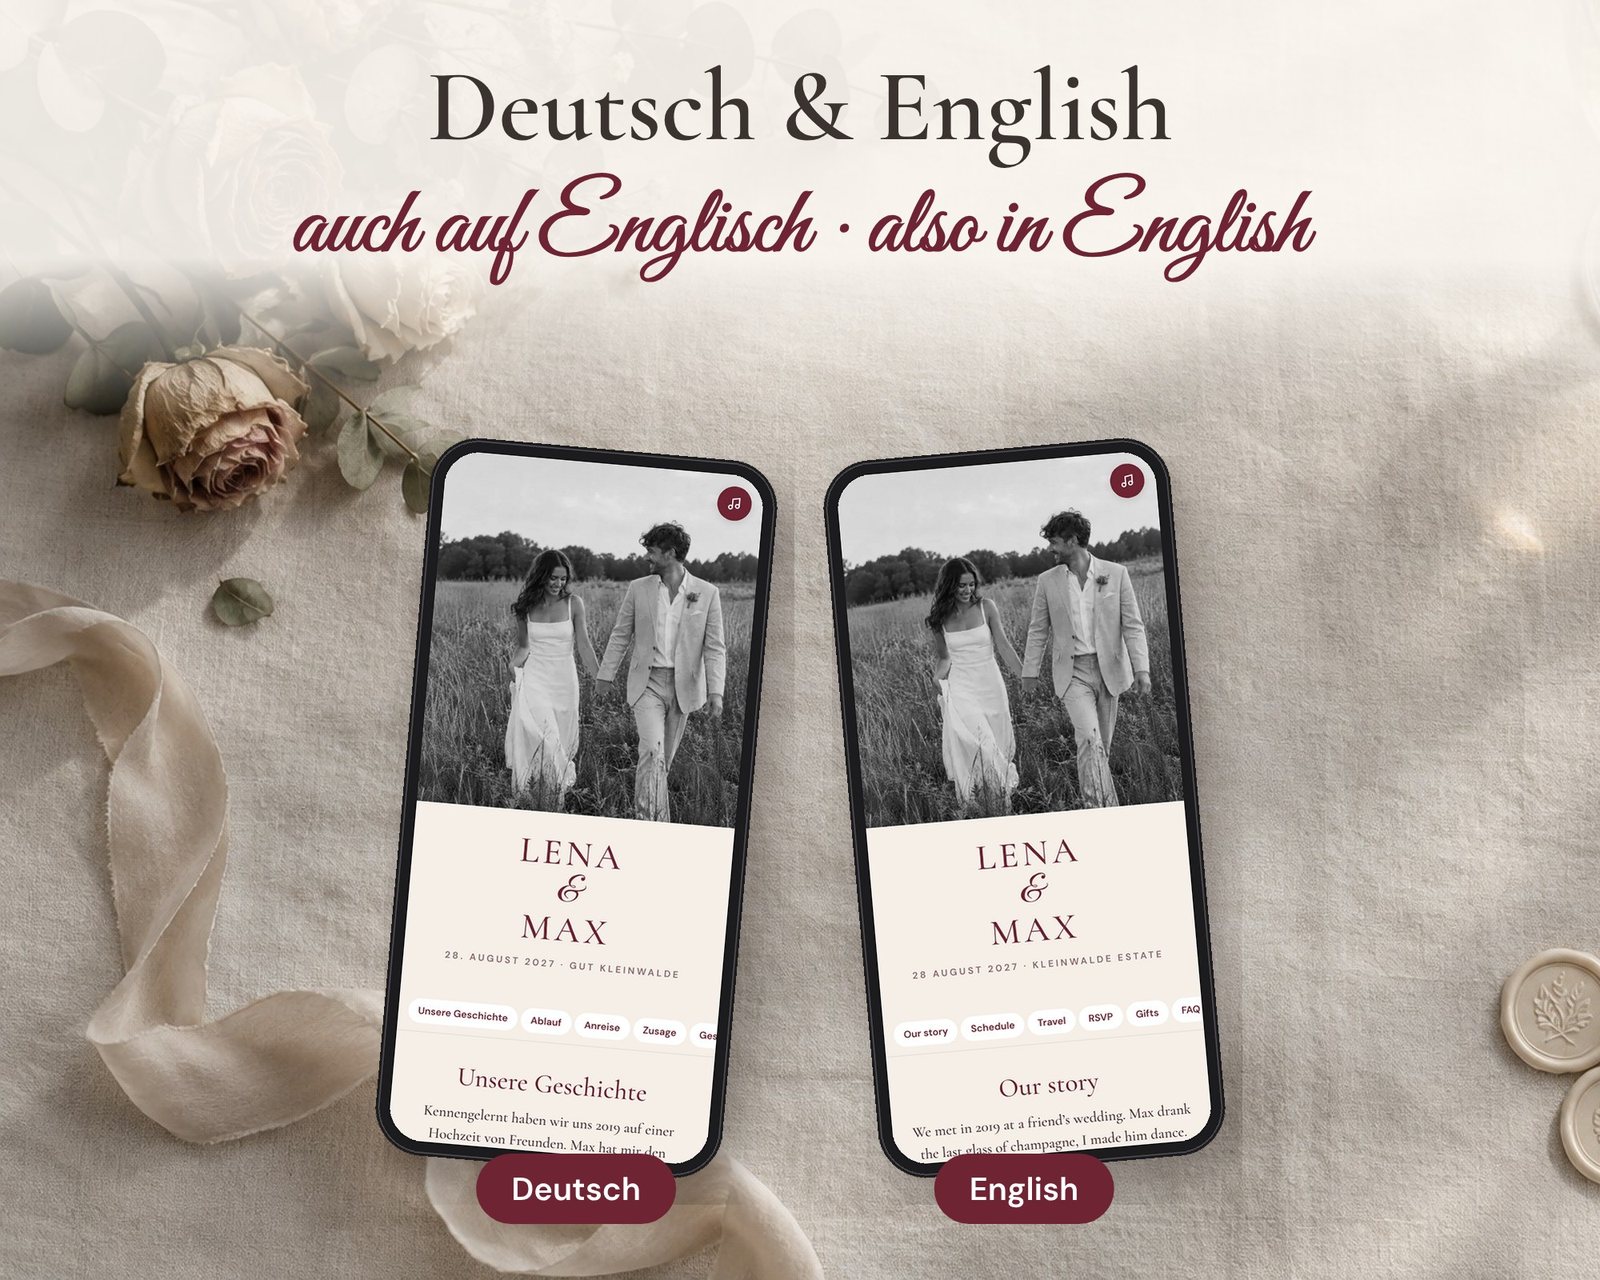 Deutsch & English
auch auf Englisch · also in English
LENA
&
MAX
28. AUGUST 2027 · GUT KLEINWALDE
Unsere Geschichte Ablauf Anreise Zusage Ges
Unsere Geschichte
Kennengelernt haben wir uns 2019 auf einer
Hochzeit von Freunden. Max hat mir den
Deutsch
LENA
&
MAX
28 AUGUST 2027 · KLEINWALDE ESTATE
Our story Schedule Travel RSVP Gifts FAQ
Our story
We met in 2019 at a friend's wedding. Max drank
the last glass of champagne, I made him dance.
English